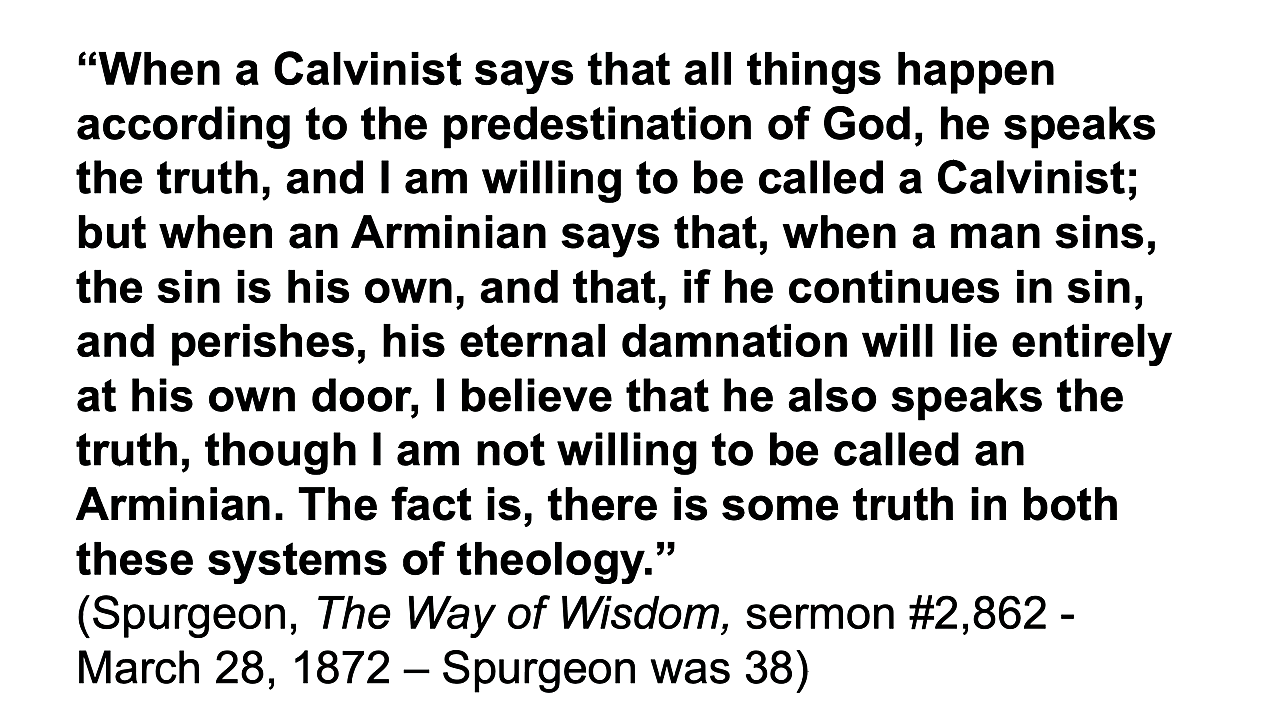 “When a Calvinist says that all things happen
according to the predestination of God, he speaks
the truth, and I am willing to be called a Calvinist;
but when an Arminian says that, when a man sins,
the sin is his own, and that, if he continues in sin,
and perishes, his eternal damnation will lie entirely
at his own door, I believe that he also speaks the
truth, though I am not willing to be called an
Arminian. The fact is, there is some truth in both
these systems of theology.”
(Spurgeon, The Way of Wisdom, sermon #2,862 -
March 28, 1872 – Spurgeon was 38)